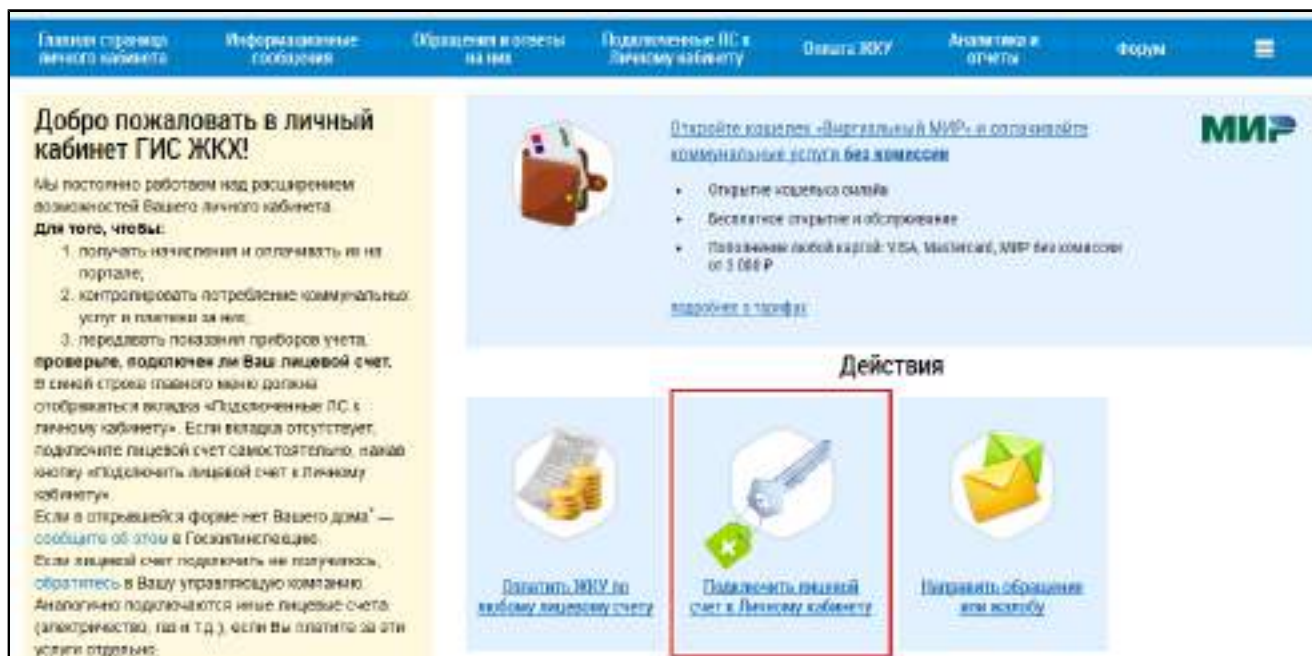 Главная страница личного кабинета
Информационные сообщения
Обращения и ответы на них
Подключенные ЛС к Личному кабинету
Оплата ЖКУ
Аналитика и отчеты
Форум
Добро пожаловать в личный
кабинет ГИС ЖКХ!
Мы постоянно работаем над расширением
возможностей Вашего личного кабинета.
Для того, чтобы:
1. получать начисления и оплачивать их на
портале;
2. контролировать потребление коммунальных
услуг и платежи за них;
3. передавать показания приборов учета,
проверьте, подключен ли Ваш лицевой счет.
В синей строке главного меню должна
отображаться вкладка «Подключенные ЛС к
личному кабинету». Если вкладка отсутствует,
подключите лицевой счет самостоятельно, нажав
кнопку «Подключить лицевой счет к Личному
кабинету».
Если в открывшейся форме нет Вашего дома* —
сообщите об этом в Госжилинспекцию.
Если лицевой счет подключить не получилось,
обратитесь в Вашу управляющую компанию.
Аналогично подключаются иные лицевые счета
(электричество, газ и т.д.), если Вы платите за эти
услуги отдельно.
Откройте кошелек «Виртуальный МИР» и оплачивайте
коммунальные услуги без комиссии
МИР
• Открытие кошелька онлайн
• Бесплатное открытие и обслуживание
• Пополнение любой картой: VISA, Mastercard, МИР без комиссии
от 3 000 ₽
подробнее о тарифах
Действия
Оплатить ЖКУ по
любому лицевому счету
Подключить лицевой
счет к Личному кабинету
Направить обращение
или жалобу